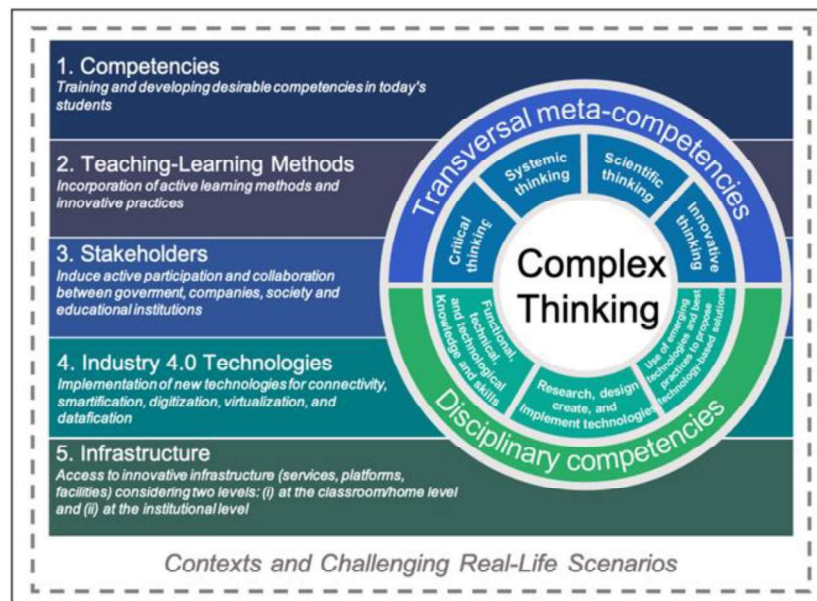 1. Competencies
Training and developing desirable competencies in today's
students
2. Teaching-Learning Methods
Incorporation of active learning methods and
innovative practices
3. Stakeholders
Induce active participation and collaboration
between goverment, companies, society and
educational institutions
4. Industry 4.0 Technologies
Implementation of new technologies for connectivity,
smartification, digitization, virtualization, and
datafication
5. Infrastructure
Access to innovative infrastructure (services, platforms,
facilities) considering two levels: (i) at the classroom/home level
and (ii) at the institutional level
Transversal meta-competencies
Critical
thinking
Systemic
thinking
Scientific
thinking
Innovative
thinking
Complex
Thinking
Functional,
technical,
and technological
Knowledge and skills
Research, design
create, and
Implement technologies
Use of emerging
technologies and best
practices to propose
technology-based solutions
Disciplinary competencies
Contexts and Challenging Real-Life Scenarios